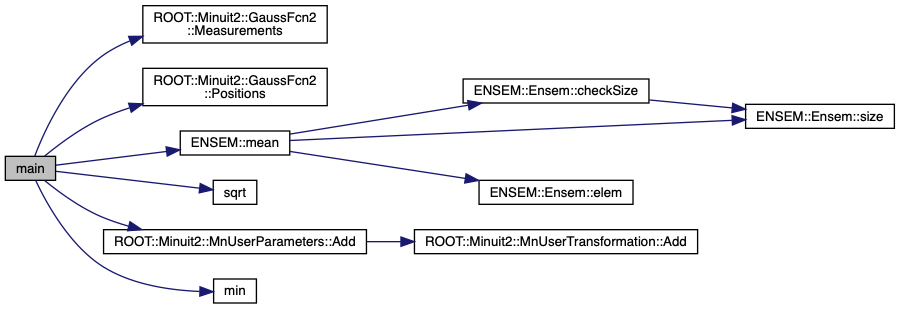 ROOT::Minuit2::GaussFcn2
::Measurements
ROOT::Minuit2::GaussFcn2
::Positions
ENSEM::Ensem::checkSize
ENSEM::Ensem::size
ENSEM::mean
main
sqrt
ENSEM::Ensem::elem
ROOT::Minuit2::MnUserParameters::Add
ROOT::Minuit2::MnUserTransformation::Add
min